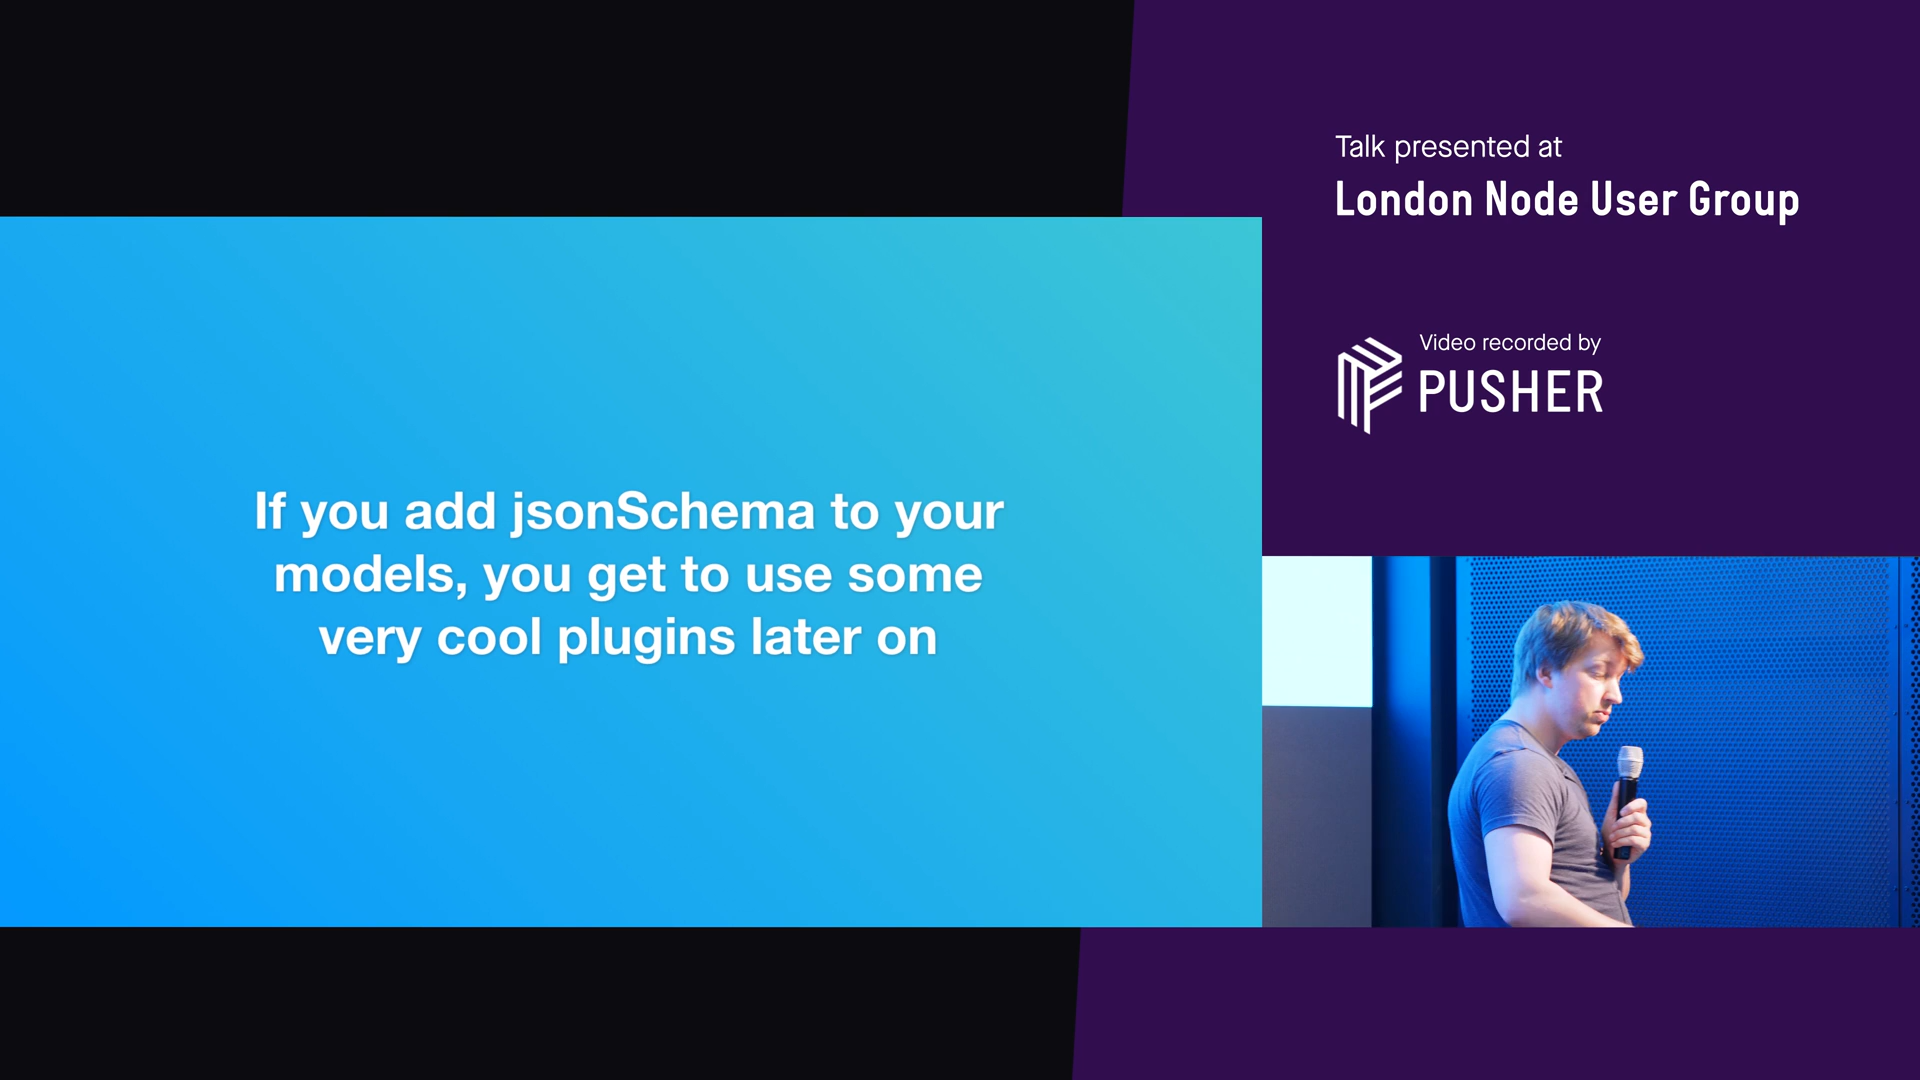 Talk presented at
London Node User Group
Video recorded by
PUSHER
If you add jsonSchema to your
models, you get to use some
very cool plugins later on